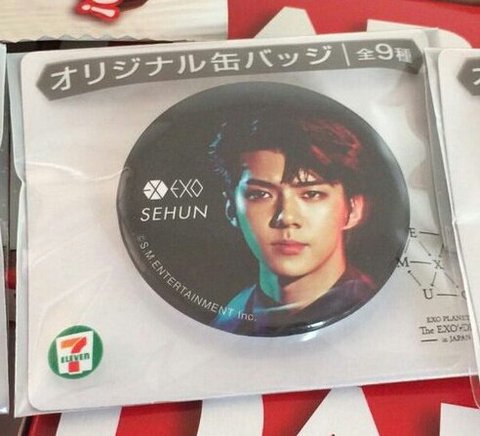 オリジナル缶バッジ | 全9種
EXO
SEHUN
©S.M.ENTERTAINMENT Inc.
7
ELEVEN
E
M X
U
EXO PLANET
The EXO'
in JAPAN